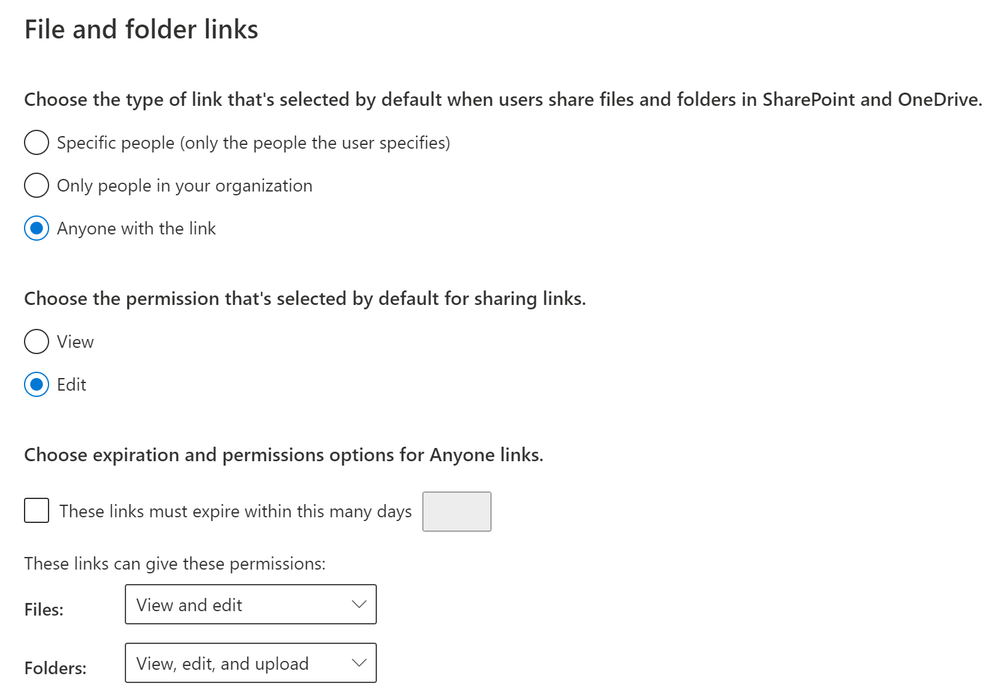 File and folder links
Choose the type of link that's selected by default when users share files and folders in SharePoint and OneDrive.
Specific people (only the people the user specifies)
Only people in your organization
Anyone with the link
Choose the permission that's selected by default for sharing links.
View
Edit
Choose expiration and permissions options for Anyone links.
These links must expire within this many days
These links can give these permissions:
Files: View and edit
Folders: View, edit, and upload